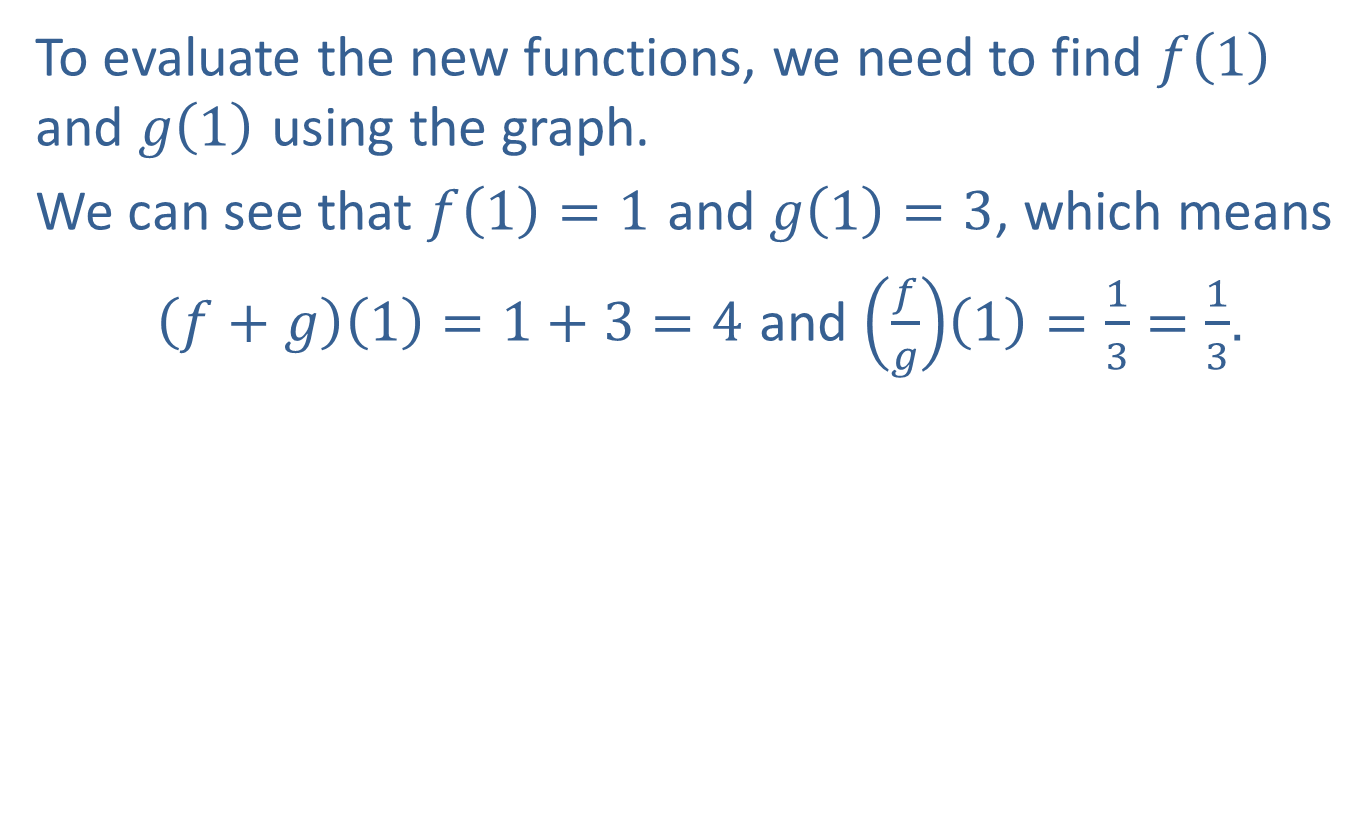 To evaluate the new functions, we need to find f(1)
and g(1) using the graph.
We can see that f(1) = 1 and g(1) = 3, which means
(f + g)(1) = 1 + 3 = 4 and (f/g)(1) = 1/3 = 1/3.